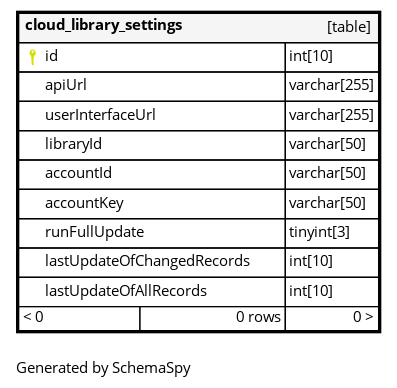 cloud_library_settings [table]
id int[10]
apiUrl varchar[255]
userInterfaceUrl varchar[255]
libraryId varchar[50]
accountId varchar[50]
accountKey varchar[50]
runFullUpdate tinyint[3]
lastUpdateOfChangedRecords int[10]
lastUpdateOfAllRecords int[10]
< 0 0 rows 0 >
Generated by SchemaSpy